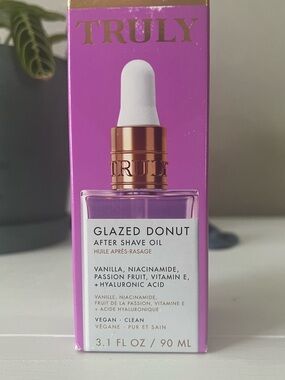 TRULY
TRULY
GLAZED DONUT
AFTER SHAVE OIL
HUILE APRÈS-RASAGE
VANILLA, NIACINAMIDE,
PASSION FRUIT, VITAMIN E,
+ HYALURONIC ACID
VANILLE, NIACINAMIDE,
FRUIT DE LA PASSION, VITAMINE E
+ ACIDE HYALURONIQUE
VEGAN · CLEAN
VÉGANE · PUR ET SAIN
3.1 FL OZ / 90 ML